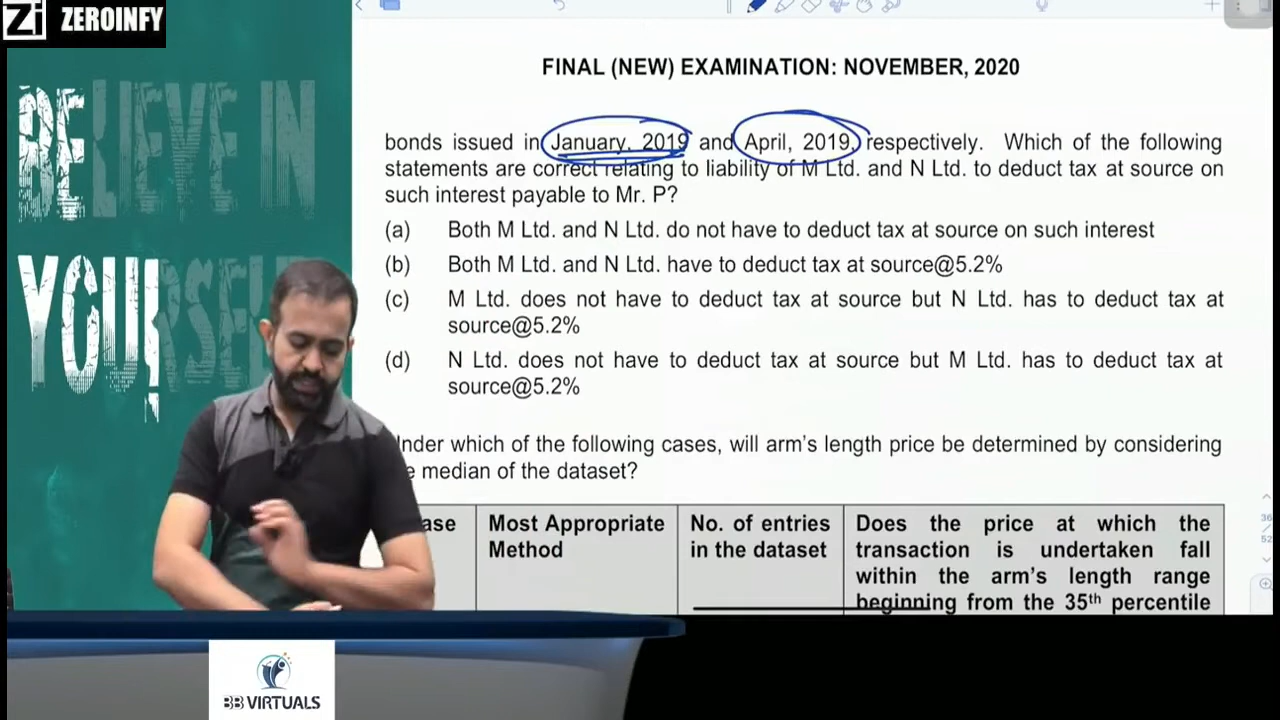 Zi ZEROINFY
BELIEVE IN
YOURSELF
FINAL (NEW) EXAMINATION: NOVEMBER, 2020
bonds issued in January, 2019 and April, 2019, respectively. Which of the following
statements are correct relating to liability of M Ltd. and N Ltd. to deduct tax at source on
such interest payable to Mr. P?
(a) Both M Ltd. and N Ltd. do not have to deduct tax at source on such interest
(b) Both M Ltd. and N Ltd. have to deduct tax at source@5.2%
(c) M Ltd. does not have to deduct tax at source but N Ltd. has to deduct tax at
source@5.2%
(d) N Ltd. does not have to deduct tax at source but M Ltd. has to deduct tax at
source@5.2%
nder which of the following cases, will arm's length price be determined by considering
e median of the dataset?
ase
Most Appropriate
Method
No. of entries
in the dataset
Does the price at which the
transaction is undertaken fall
within the arm's length range
beginning from the 35th percentile
36
52
BB VIRTUALS